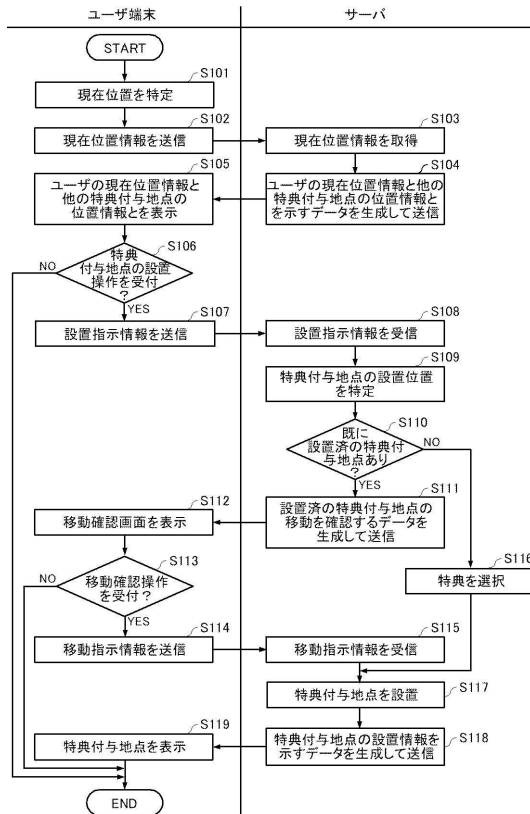 ユーザ端末
サーバ
START
S101
現在位置を特定
S102
現在位置情報を送信
S103
現在位置情報を取得
S104
ユーザの現在位置情報と他の
特典付与地点の位置情報と
を示すデータを生成して送信
S105
ユーザの現在位置情報と
他の特典付与地点の
位置情報とを表示
S106
特典
付与地点の設置
操作を受付
?
NO
YES
S107
設置指示情報を送信
S108
設置指示情報を受信
S109
特典付与地点の設置位置
を特定
S110
既に
設置済の特典付
与地点あり
?
NO
YES
S111
設置済の特典付与地点の
移動を確認するデータを
生成して送信
S112
移動確認画面を表示
S113
移動確認操作
を受付?
NO
YES
S114
移動指示情報を送信
S115
移動指示情報を受信
S116
特典を選択
S117
特典付与地点を設置
S118
特典付与地点の設置情報を
示すデータを生成して送信
S119
特典付与地点を表示
END